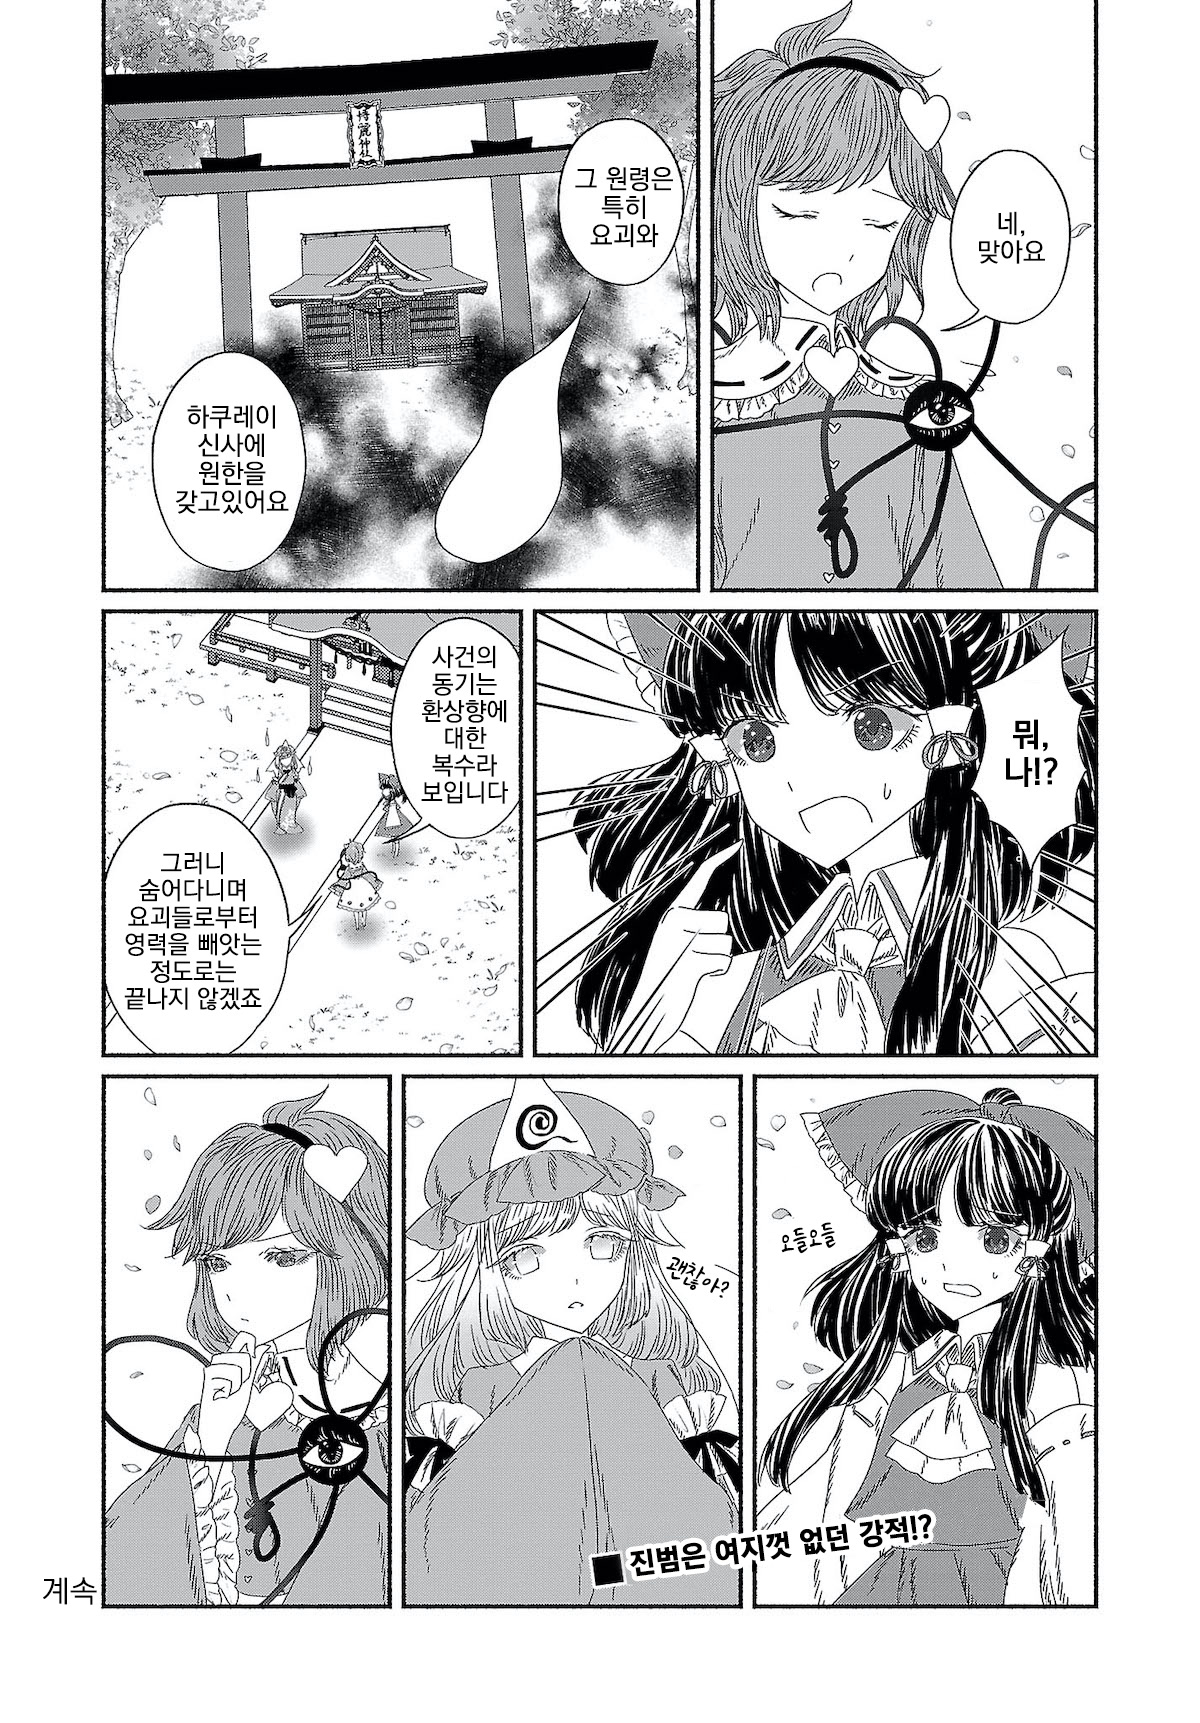 네,
맞아요
博麗神社
그 원령은
특히
요괴와
하쿠레이
신사에
원한을
갖고있어요
뭐,
나!?
사건의
동기는
환상향에
대한
복수라
보입니다
그러니
숨어다니며
요괴들로부터
영력을 빼앗는
정도로는
끝나지 않겠죠
오들오들
괜찮아?
■ 진범은 여지껏 없던 강적!?
계속